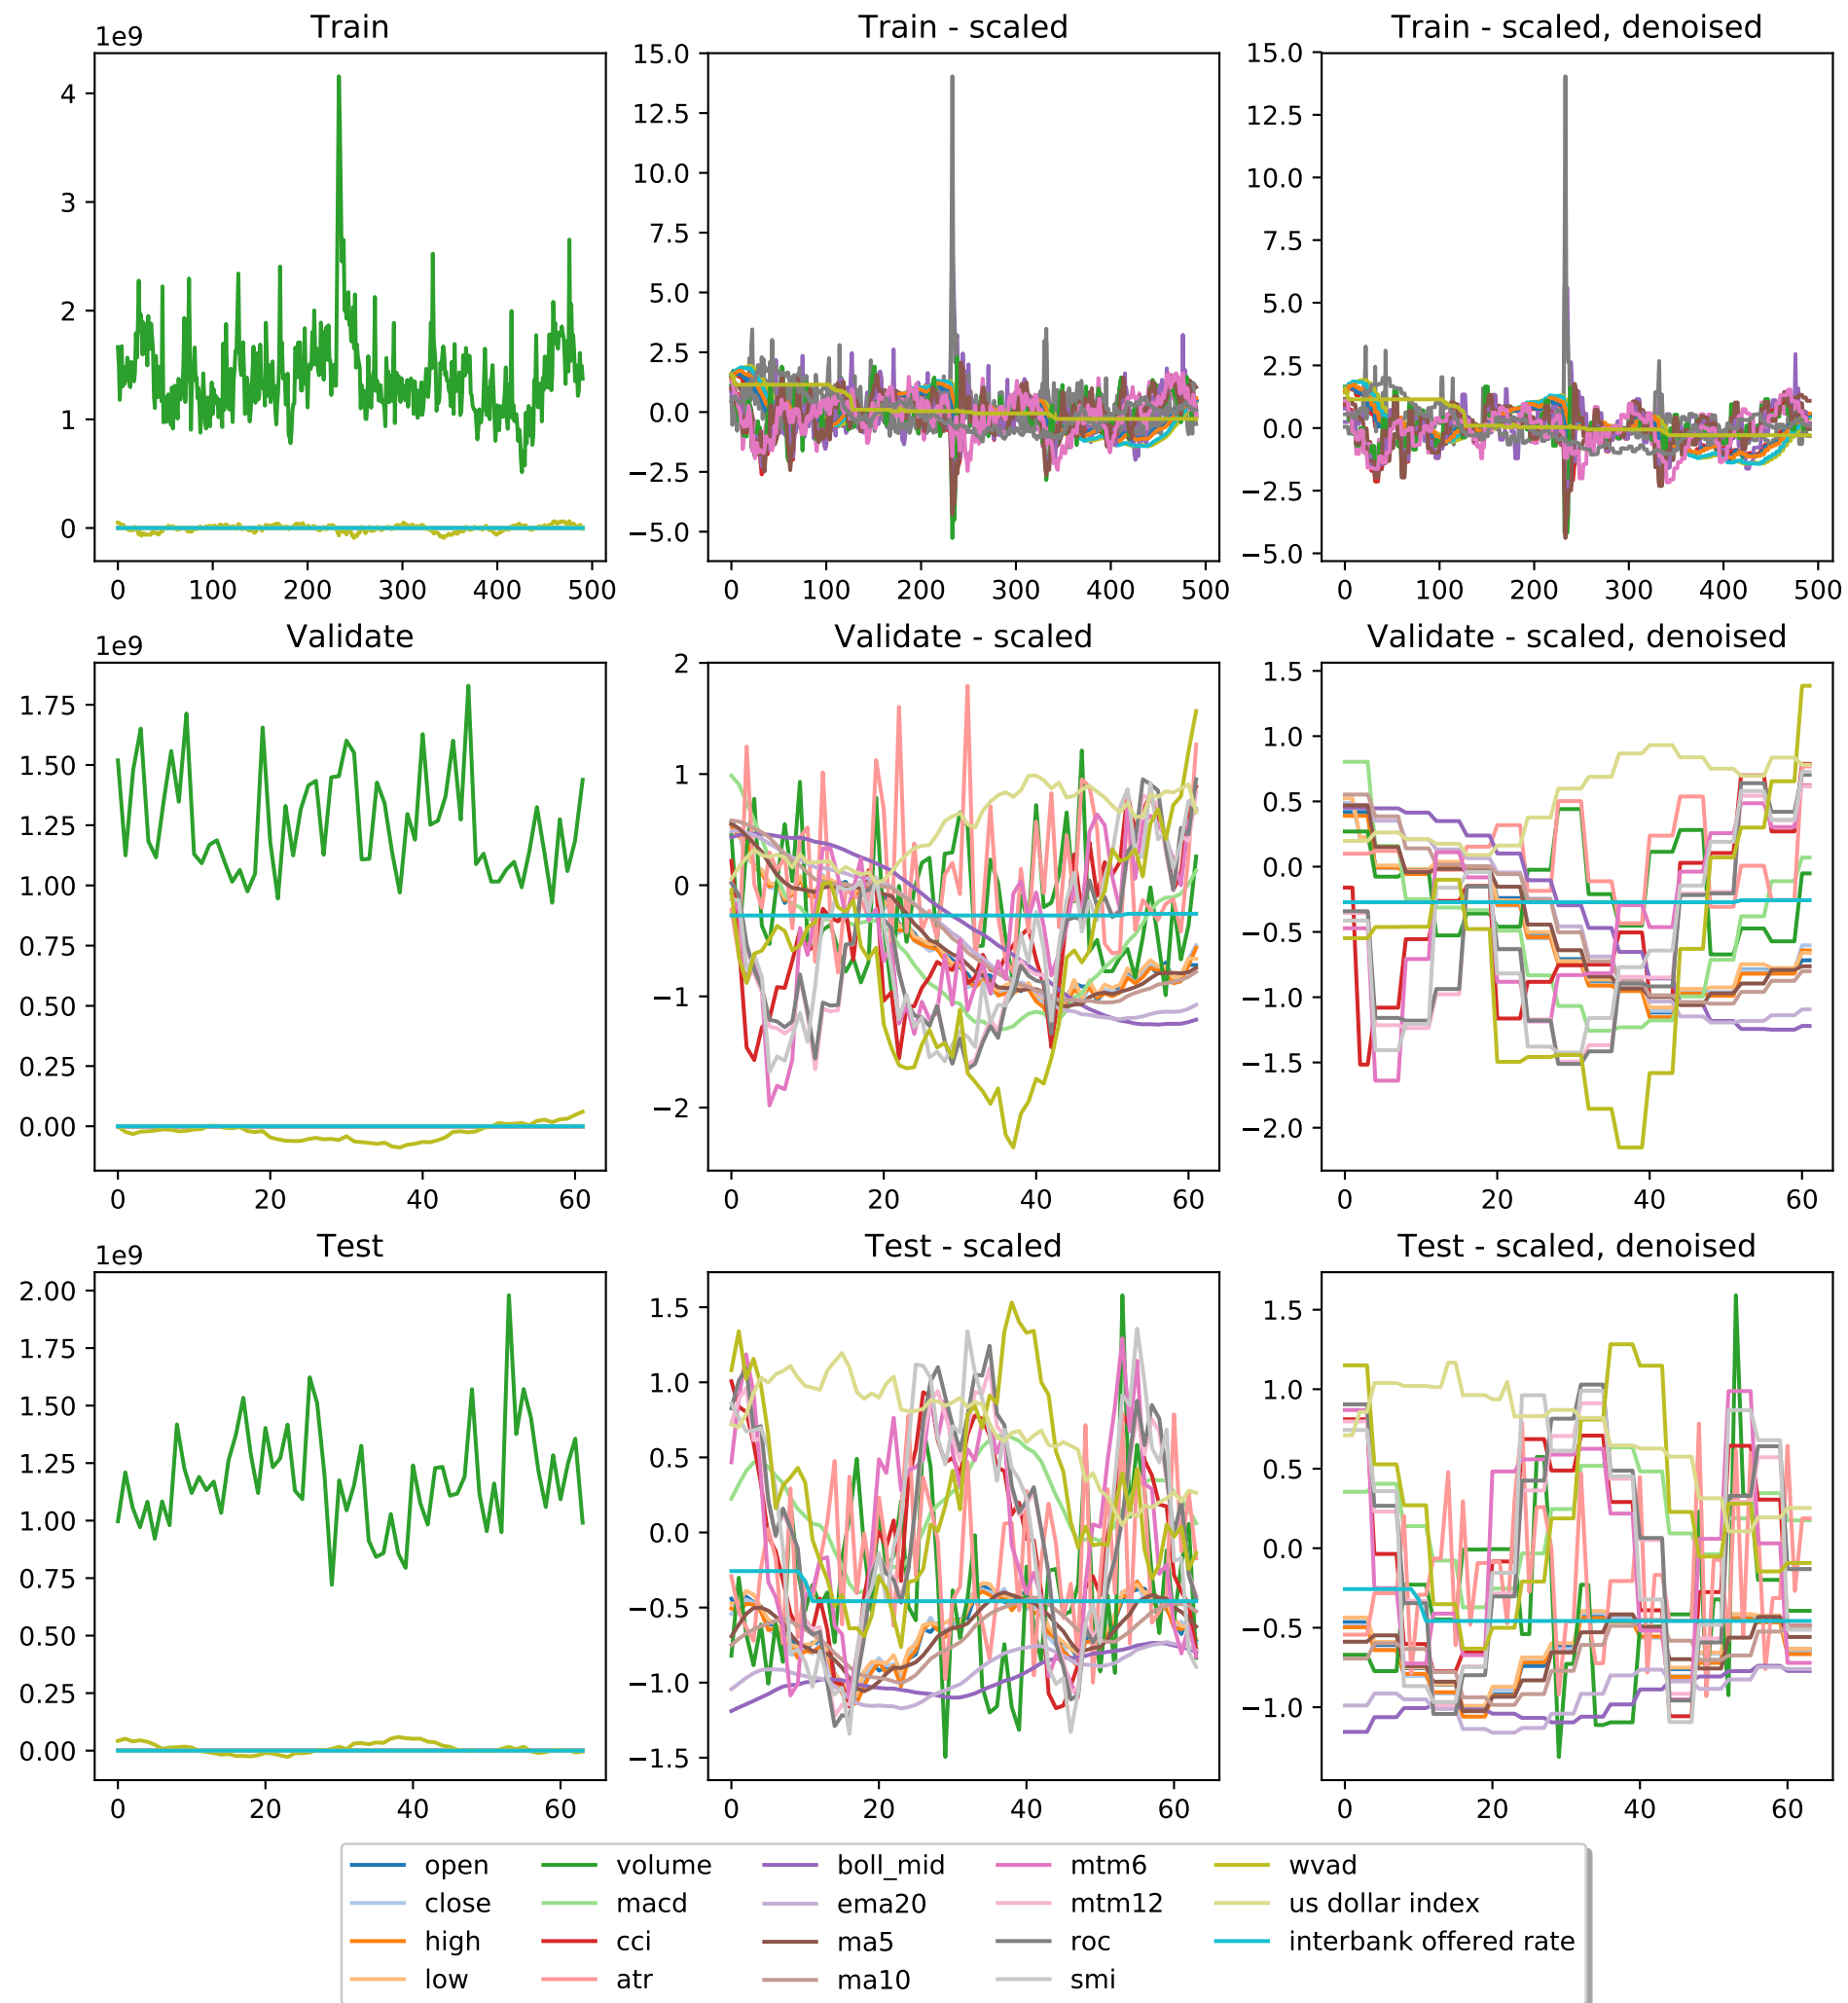 Train
Train - scaled
Train - scaled, denoised
1e9
4
3
2
1
0
0 100 200 300 400 500
15.0
12.5
10.0
7.5
5.0
2.5
0.0
−2.5
−5.0
0 100 200 300 400 500
15.0
12.5
10.0
7.5
5.0
2.5
0.0
−2.5
−5.0
0 100 200 300 400 500
Validate
Validate - scaled
Validate - scaled, denoised
1e9
1.75
1.50
1.25
1.00
0.75
0.50
0.25
0.00
0 20 40 60
2
1
0
−1
−2
0 20 40 60
1.5
1.0
0.5
0.0
−0.5
−1.0
−1.5
−2.0
0 20 40 60
Test
Test - scaled
Test - scaled, denoised
1e9
2.00
1.75
1.50
1.25
1.00
0.75
0.50
0.25
0.00
0 20 40 60
1.5
1.0
0.5
0.0
−0.5
−1.0
−1.5
0 20 40 60
1.5
1.0
0.5
0.0
−0.5
−1.0
0 20 40 60
open
close
high
low
volume
macd
cci
atr
boll_mid
ema20
ma5
ma10
mtm6
mtm12
roc
smi
wvad
us dollar index
interbank offered rate